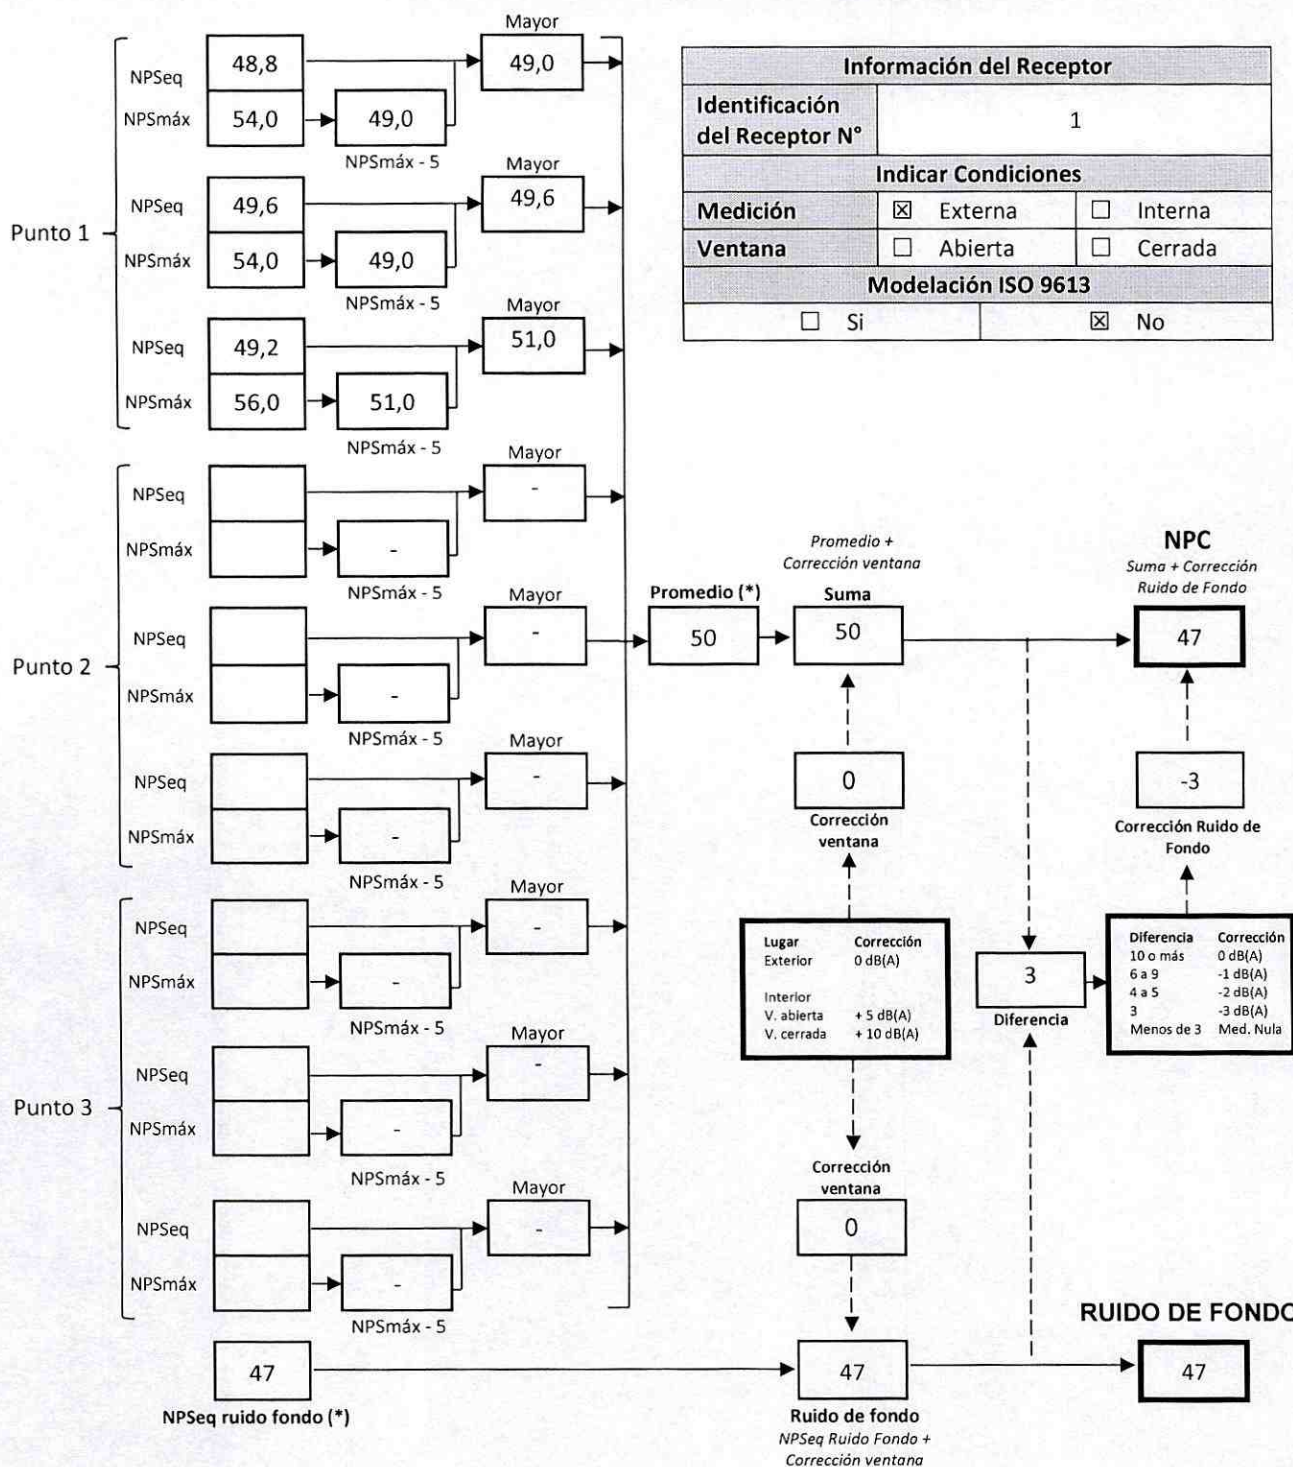 Información del Receptor
Identificación del Receptor N° 1
Indicar Condiciones
Medición ☒ Externa ☐ Interna
Ventana ☐ Abierta ☐ Cerrada
Modelación ISO 9613
☐ Si ☒ No
Punto 1
Mayor
NPSeq 48,8 49,0
NPSmáx 54,0 49,0
NPSmáx - 5
Mayor
NPSeq 49,6 49,6
NPSmáx 54,0 49,0
NPSmáx - 5
Mayor
NPSeq 49,2 51,0
NPSmáx 56,0 51,0
NPSmáx - 5
Punto 2
Mayor
NPSeq -
NPSmáx -
NPSmáx - 5
Mayor
NPSeq -
NPSmáx -
NPSmáx - 5
Mayor
NPSeq -
NPSmáx -
NPSmáx - 5
Punto 3
Mayor
NPSeq -
NPSmáx -
NPSmáx - 5
Mayor
NPSeq -
NPSmáx -
NPSmáx - 5
Mayor
NPSeq -
NPSmáx -
NPSmáx - 5
47
NPSeq ruido fondo (*)
Promedio (*)
50
Promedio +
Corrección ventana
Suma
50
0
Corrección
ventana
Lugar Corrección
Exterior 0 dB(A)
Interior
V. abierta + 5 dB(A)
V. cerrada + 10 dB(A)
Corrección
ventana
0
47
Ruido de fondo
NPSeq Ruido Fondo +
Corrección ventana
3
Diferencia
NPC
Suma + Corrección
Ruido de Fondo
47
-3
Corrección Ruido de
Fondo
Diferencia Corrección
10 o más 0 dB(A)
6 a 9 -1 dB(A)
4 a 5 -2 dB(A)
3 -3 dB(A)
Menos de 3 Med. Nula
RUIDO DE FONDO
47